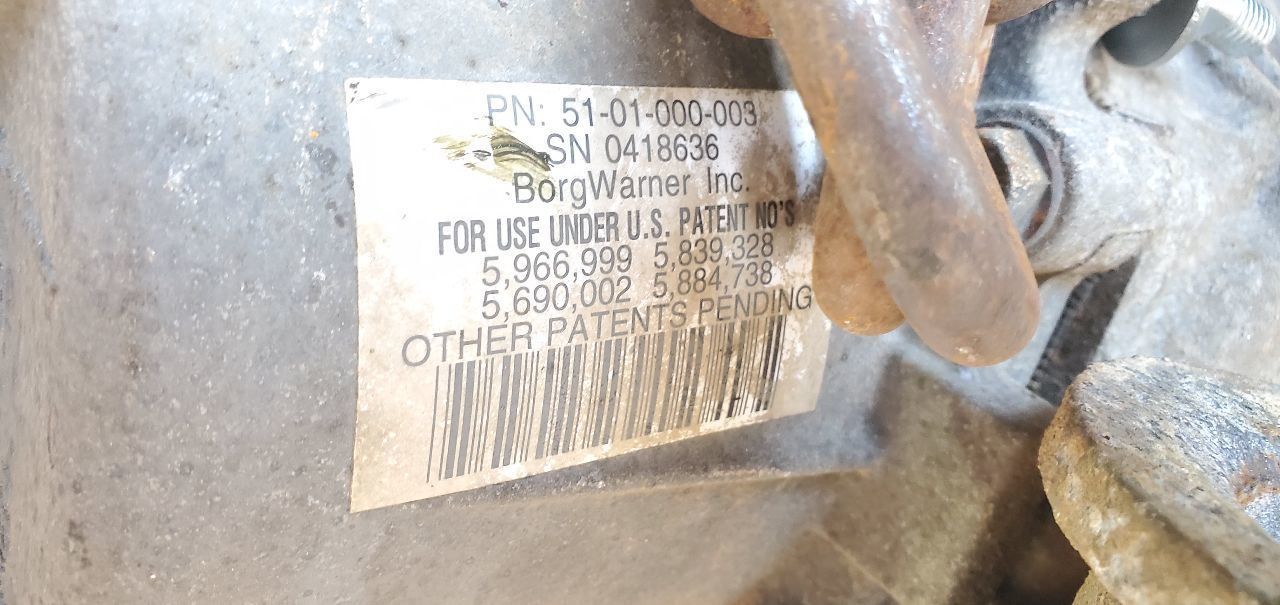 PN: 51-01-000-003
SN 0418636
BorgWarner Inc.
FOR USE UNDER U.S. PATENT NO'S
5,966,999 5,839,328
5,690,002 5,884,738
OTHER PATENTS PENDING